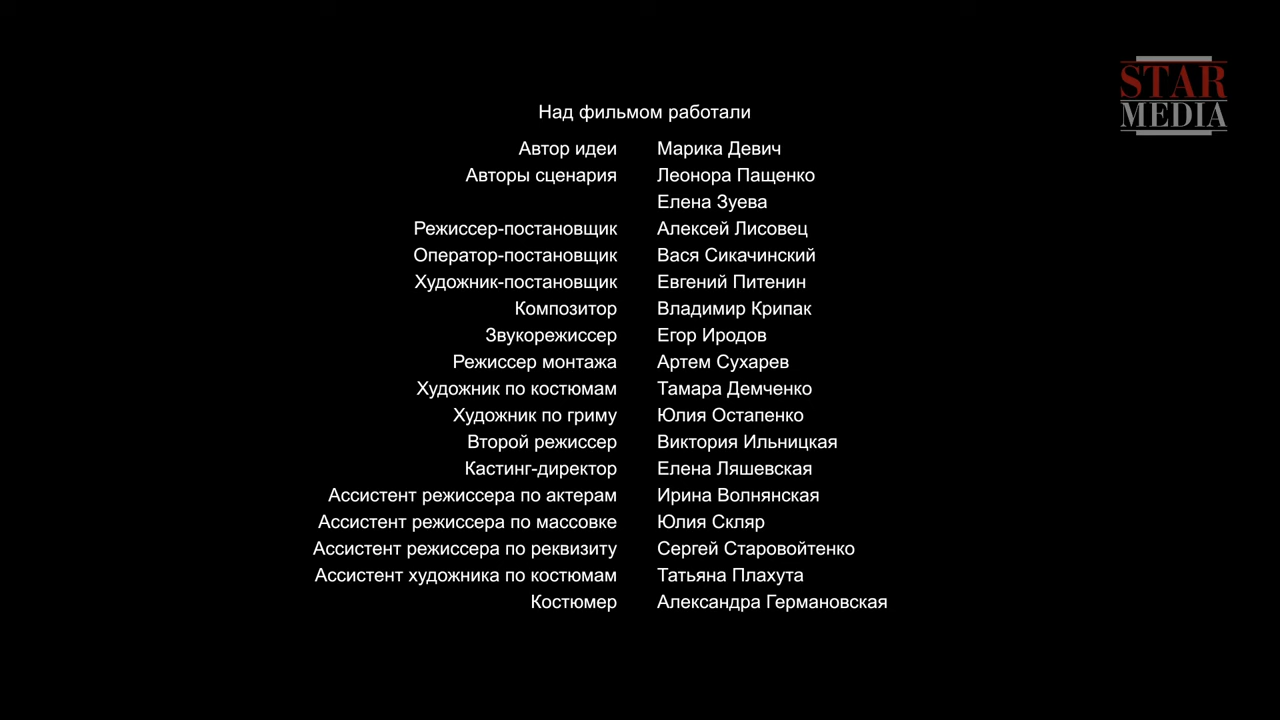 STAR
MEDIA
Над фильмом работали
Автор идеи Марика Девич
Авторы сценария Леонора Пащенко
Елена Зуева
Режиссер-постановщик Алексей Лисовец
Оператор-постановщик Вася Сикачинский
Художник-постановщик Евгений Питенин
Композитор Владимир Крипак
Звукорежиссер Егор Иродов
Режиссер монтажа Артем Сухарев
Художник по костюмам Тамара Демченко
Художник по гриму Юлия Остапенко
Второй режиссер Виктория Ильницкая
Кастинг-директор Елена Ляшевская
Ассистент режиссера по актерам Ирина Волнянская
Ассистент режиссера по массовке Юлия Скляр
Ассистент режиссера по реквизиту Сергей Старовойтенко
Ассистент художника по костюмам Татьяна Плахута
Костюмер Александра Германовская